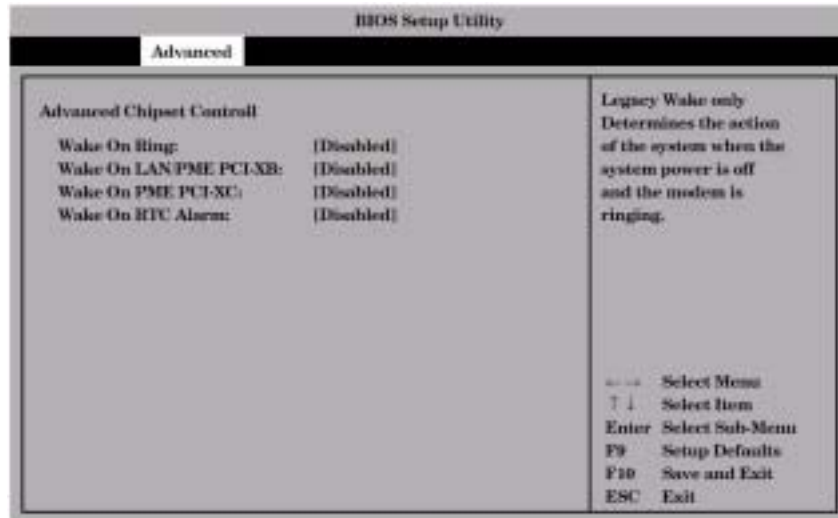 BIOS Setup Utility
Advanced
Advanced Chipset Controll
Wake On Ring: [Disabled]
Wake On LAN/PME PCI-XB: [Disabled]
Wake On PME PCI-XC: [Disabled]
Wake On RTC Alarm: [Disabled]
Legacy Wake only
Determines the action
of the system when the
system power is off
and the modem is
ringing.
←→ Select Menu
↑↓ Select Item
Enter Select Sub-Menu
F9 Setup Defaults
F10 Save and Exit
ESC Exit